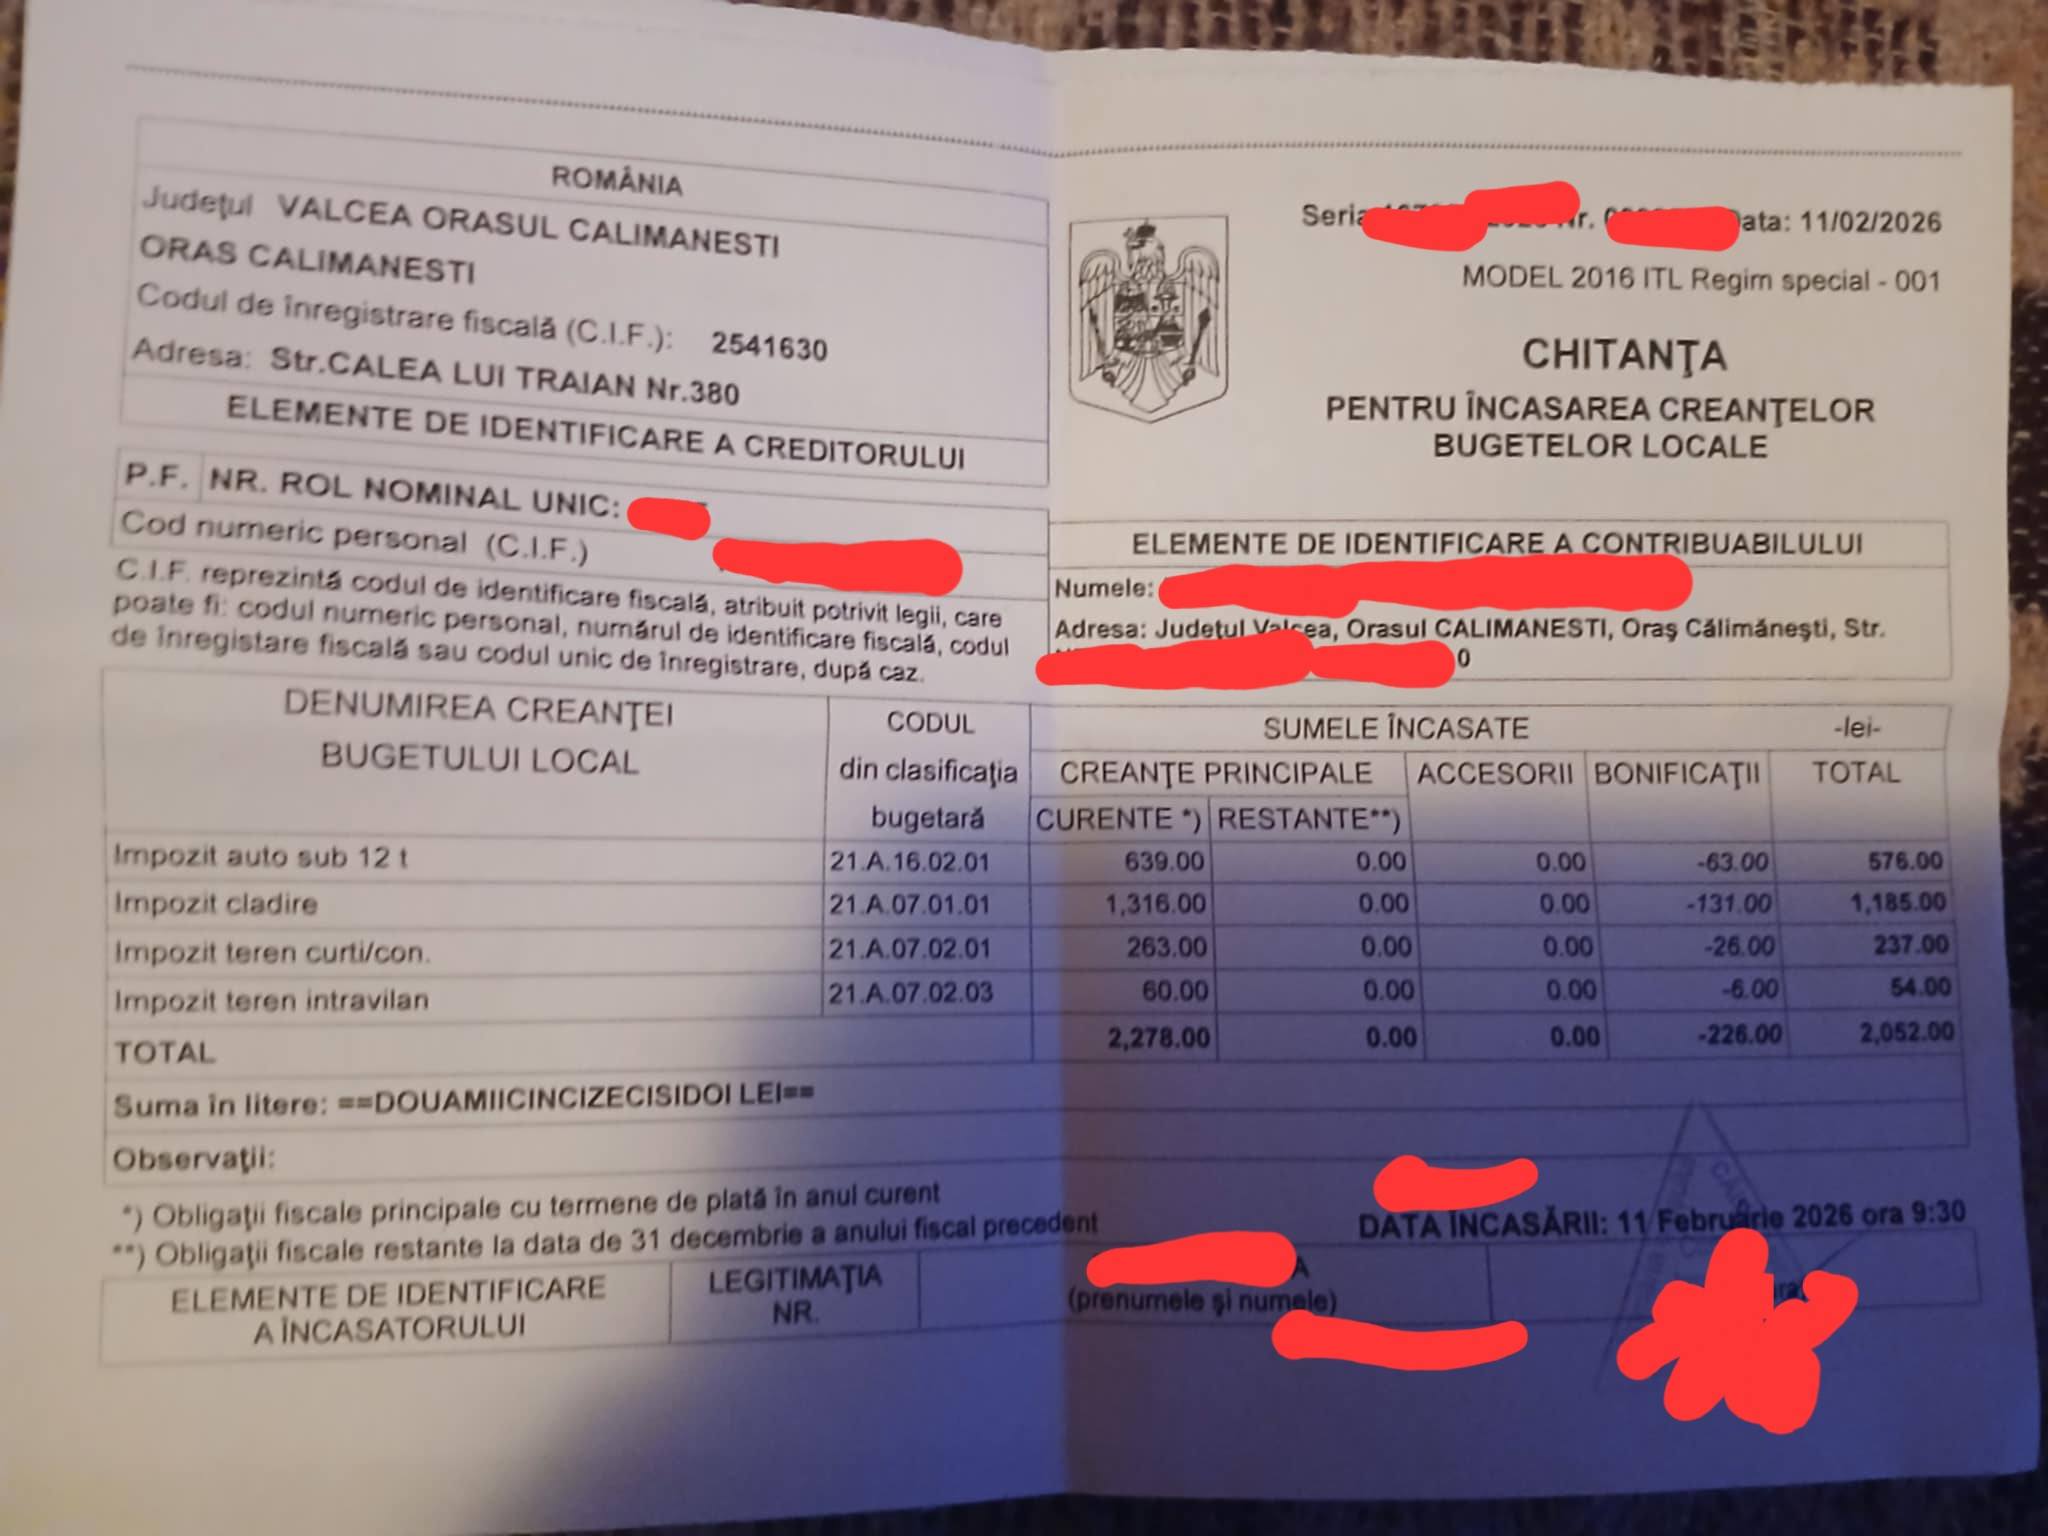 ROMÂNIA
Judeţul VALCEA ORASUL CALIMANESTI
ORAS CALIMANESTI
Codul de înregistrare fiscală (C.I.F.): 2541630
Adresa: Str.CALEA LUI TRAIAN Nr.380
ELEMENTE DE IDENTIFICARE A CREDITORULUI
P.F. NR. ROL NOMINAL UNIC:
Cod numeric personal (C.I.F.)
C.I.F. reprezintă codul de identificare fiscală, atribuit potrivit legii, care
poate fi: codul numeric personal, numărul de identificare fiscală, codul
de înregistare fiscală sau codul unic de înregistrare, după caz.
Seria Nr. Data: 11/02/2026
MODEL 2016 ITL Regim special - 001
CHITANŢA
PENTRU ÎNCASAREA CREANŢELOR
BUGETELOR LOCALE
ELEMENTE DE IDENTIFICARE A CONTRIBUABILULUI
Numele:
Adresa: Judeţul Valcea, Orasul CALIMANESTI, Oraş Călimăneşti, Str.
0
DENUMIREA CREANŢEI
BUGETULUI LOCAL
CODUL
din clasificaţia
bugetară
SUMELE ÎNCASATE -lei-
CREANŢE PRINCIPALE ACCESORII BONIFICAŢII TOTAL
CURENTE *) RESTANTE**)
Impozit auto sub 12 t 21.A.16.02.01 639.00 0.00 0.00 -63.00 576.00
Impozit cladire 21.A.07.01.01 1,316.00 0.00 0.00 -131.00 1,185.00
Impozit teren curti/con. 21.A.07.02.01 263.00 0.00 0.00 -26.00 237.00
Impozit teren intravilan 21.A.07.02.03 60.00 0.00 0.00 -6.00 54.00
TOTAL 2,278.00 0.00 0.00 -226.00 2,052.00
Suma în litere: ==DOUAMIICINCIZECISIDOI LEI==
Observaţii:
*) Obligaţii fiscale principale cu termene de plată în anul curent
**) Obligaţii fiscale restante la data de 31 decembrie a anului fiscal precedent
DATA ÎNCASĂRII: 11 Februarie 2026 ora 9:30
ELEMENTE DE IDENTIFICARE
A ÎNCASATORULUI
LEGITIMAŢIA
NR.
(prenumele şi numele)